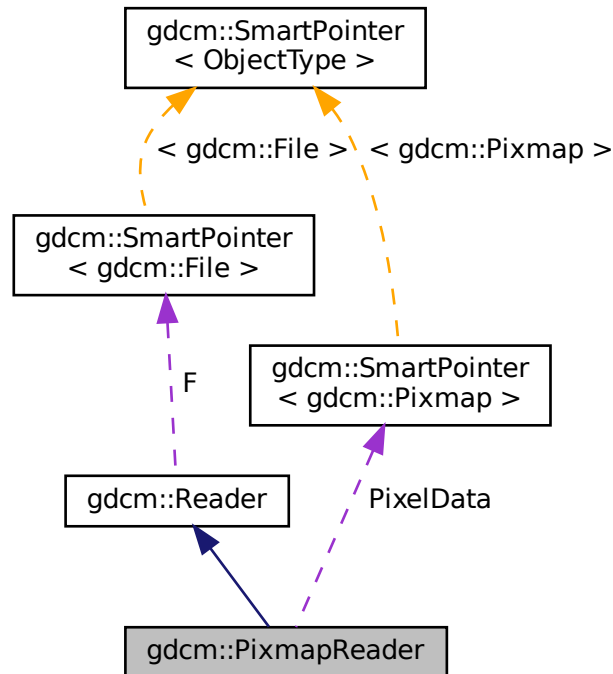 gdcm::SmartPointer
< ObjectType >
< gdcm::File >
< gdcm::Pixmap >
gdcm::SmartPointer
< gdcm::File >
gdcm::SmartPointer
< gdcm::Pixmap >
F
gdcm::Reader
PixelData
gdcm::PixmapReader